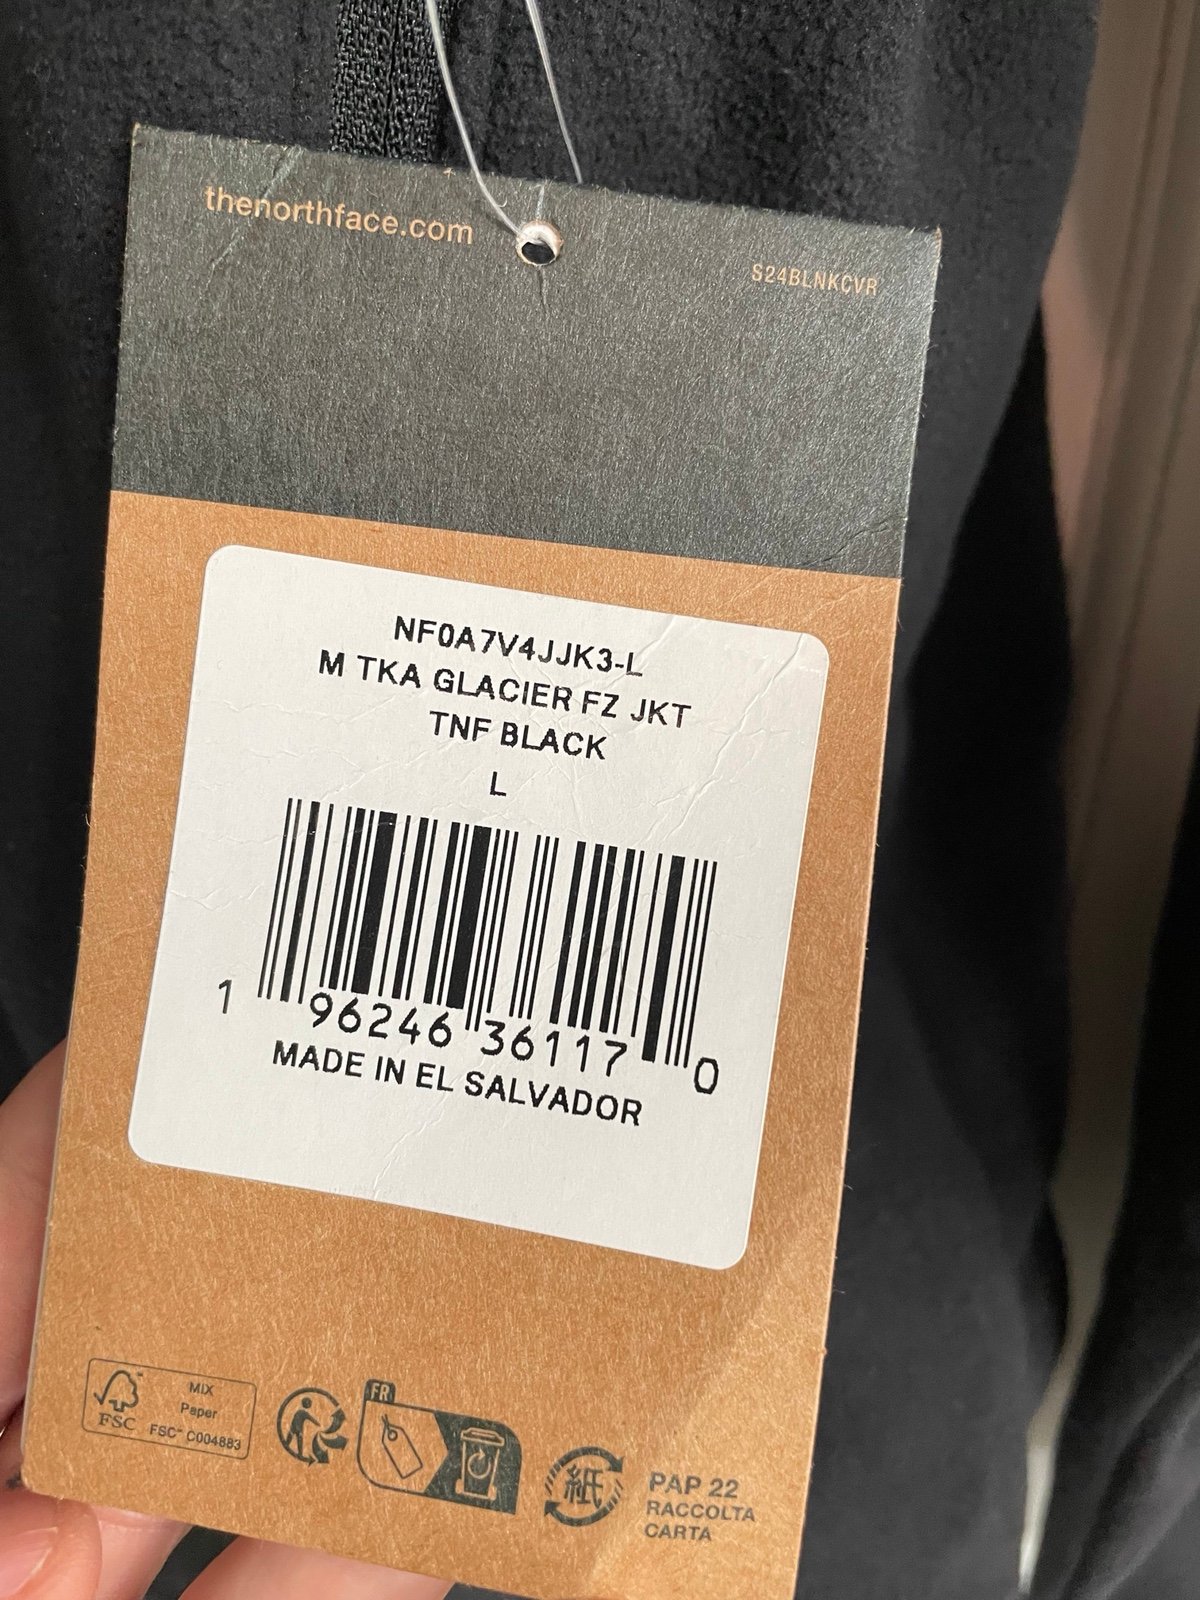 thenorthface.com
S24BLNKCVR
NF0A7V4JJK3-L
M TKA GLACIER FZ JKT
TNF BLACK
L
1 96246 36117 0
MADE IN EL SALVADOR
FSC
MIX
Paper
FSC™ C004883
FR
紙
PAP 22
RACCOLTA
CARTA